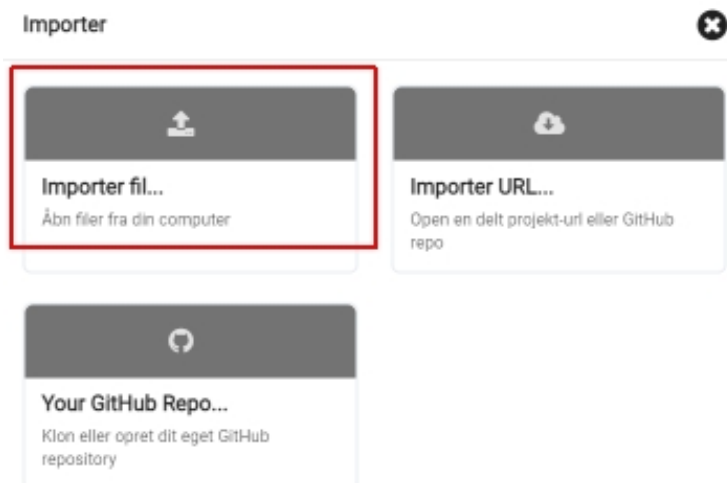 Importer
Importer fil...
Åbn filer fra din computer
Importer URL...
Open en delt projekt-url eller GitHub
repo
Your GitHub Repo...
Klon eller opret dit eget GitHub
repository